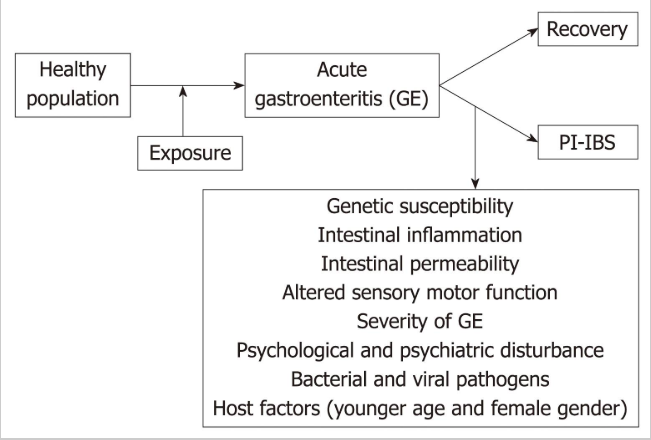 Healthy
population
Exposure
Acute
gastroenteritis (GE)
Recovery
PI-IBS
Genetic susceptibility
Intestinal inflammation
Intestinal permeability
Altered sensory motor function
Severity of GE
Psychological and psychiatric disturbance
Bacterial and viral pathogens
Host factors (younger age and female gender)